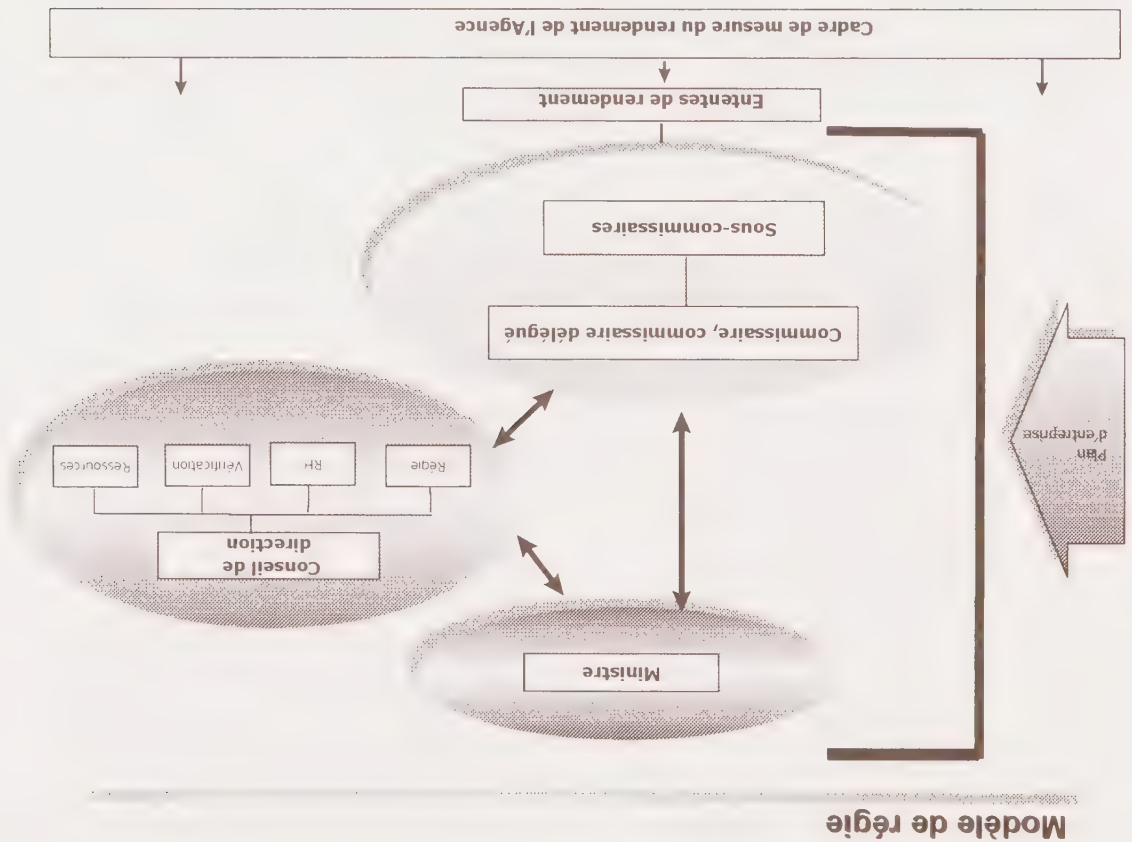 Modèle de régie
Ministre
Plan
d'entreprise
Conseil de
direction
Régie
RH
Vérification
Ressources
Commissaire, commissaire délégué
Sous-commissaires
Ententes de rendement
Cadre de mesure du rendement de l'Agence